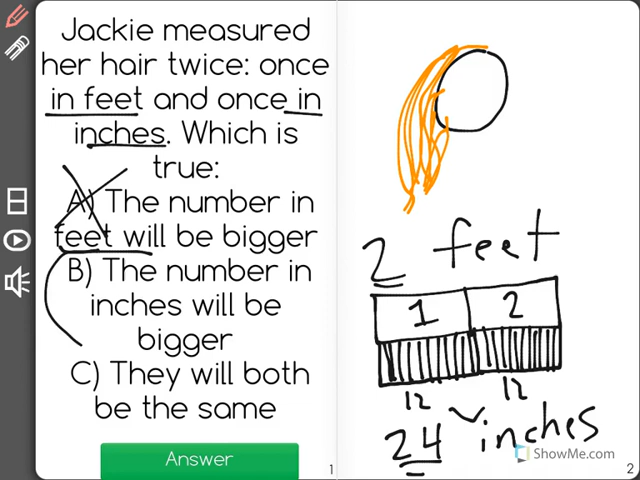 Jackie measured
her hair twice: once
in feet and once in
inches. Which is
true:
A) The number in
feet will be bigger
B) The number in
inches will be
bigger
C) They will both
be the same
Answer
1
2 feet
1 2
12 12
24 inches
ShowMe.com
2